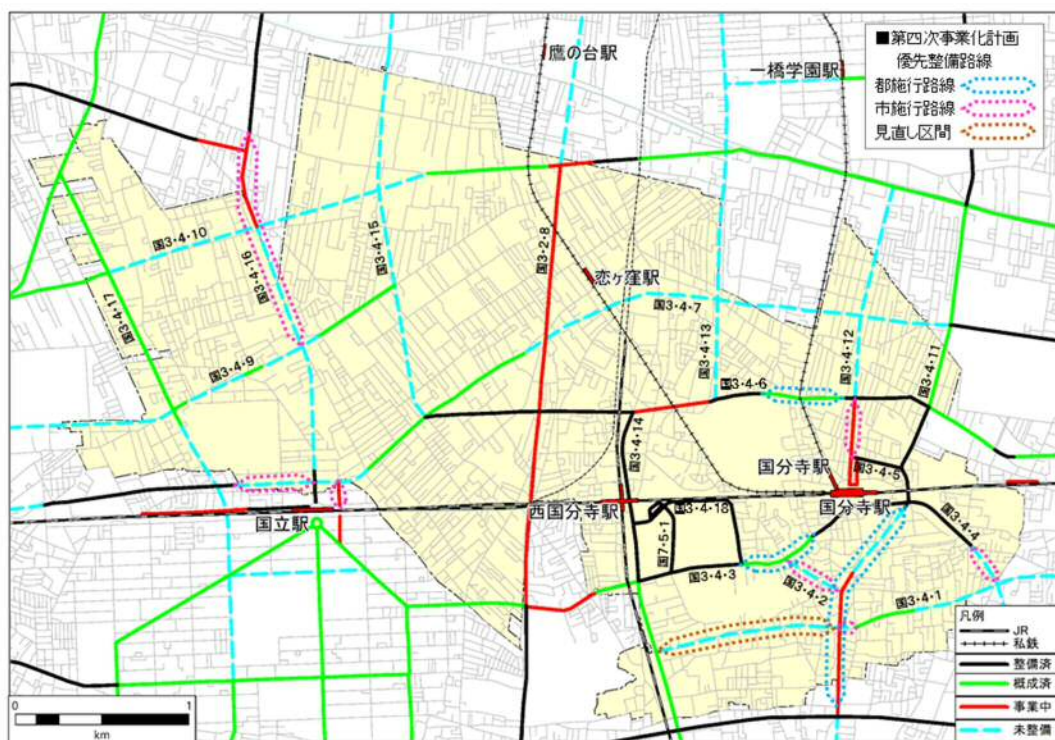 ■第四次事業化計画
優先整備路線
都施行路線
市施行路線
見直し区間
鷹の台駅
一橋学園駅
国3・4・10
国3・4・16
国3・4・15
国3・2・8
恋ヶ窪駅
国3・4・17
国3・4・7
国3・4・13
国3・4・12
国3・4・11
国3・4・9
国3・4・6
国3・4・14
国分寺駅
国3・4・5
国立駅
西国分寺駅
国3・4・18
国分寺駅
国7・5・1
国3・4・4
国3・4・3
国3・4・2
国3・4・1
凡例
JR
私鉄
整備済
概成済
事業中
未整備
0 1
km